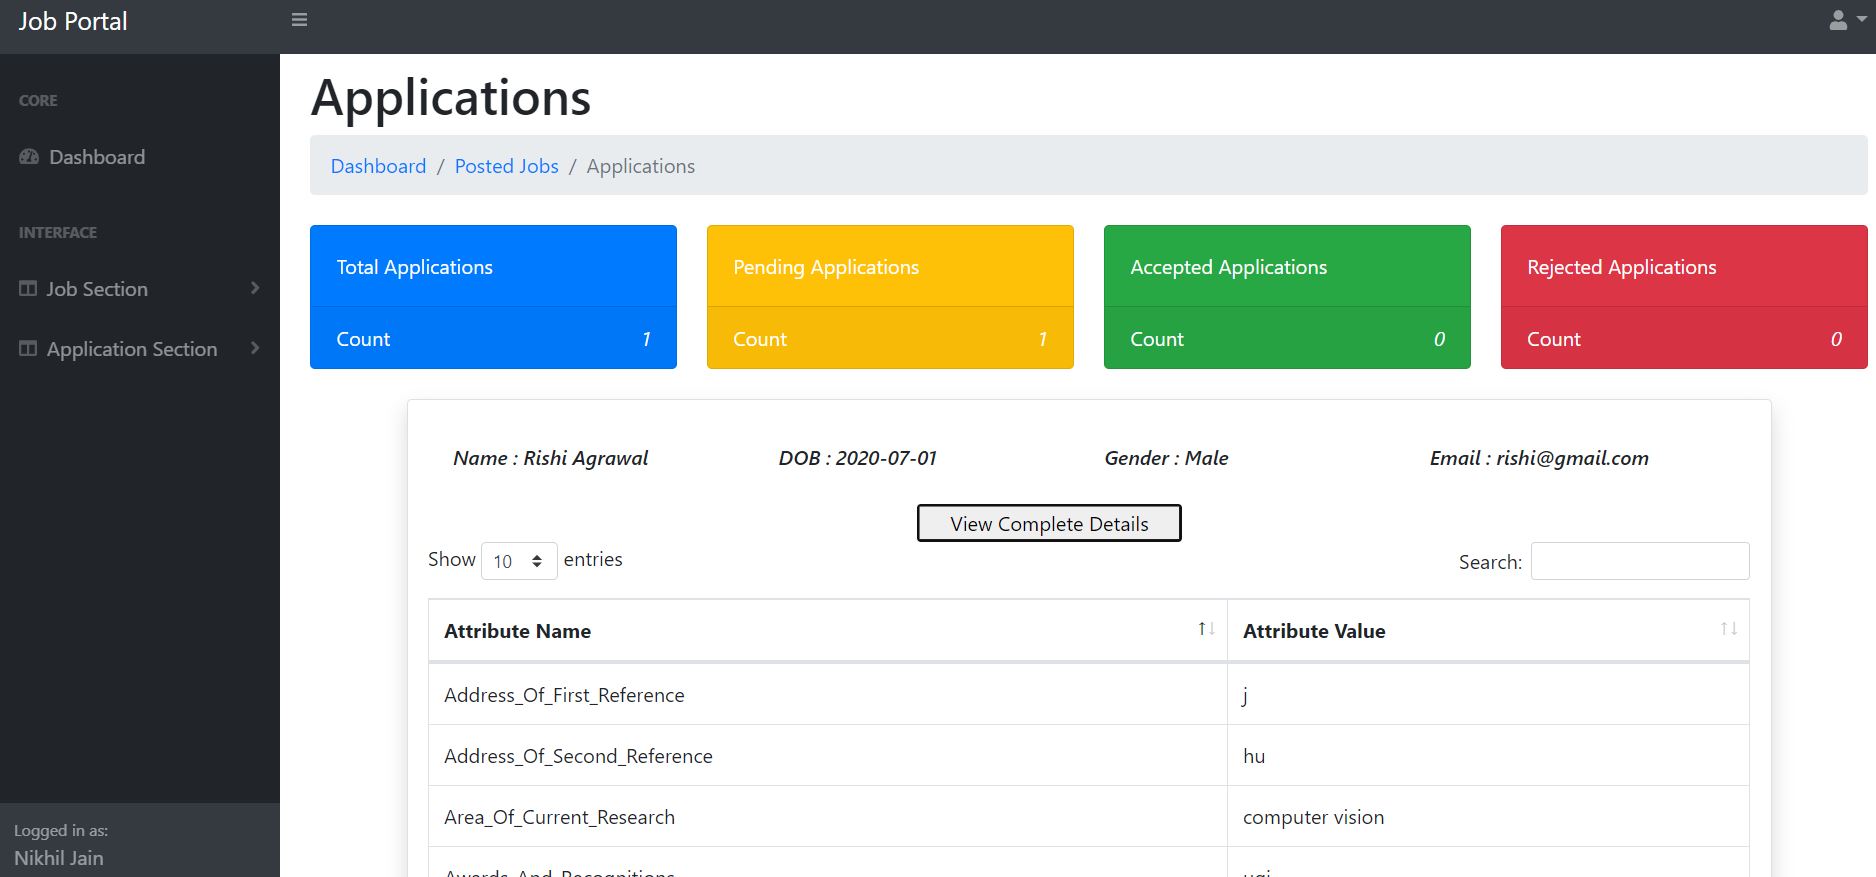 Job Portal
CORE
Dashboard
INTERFACE
Job Section
Application Section
Logged in as:
Nikhil Jain
Applications
Dashboard / Posted Jobs / Applications
Total Applications
Count 1
Pending Applications
Count 1
Accepted Applications
Count 0
Rejected Applications
Count 0
Name : Rishi Agrawal DOB : 2020-07-01 Gender : Male Email : rishi@gmail.com
View Complete Details
Show 10 entries Search:
Attribute Name Attribute Value
Address_Of_First_Reference j
Address_Of_Second_Reference hu
Area_Of_Current_Research computer vision
Awards_And_Recognitions